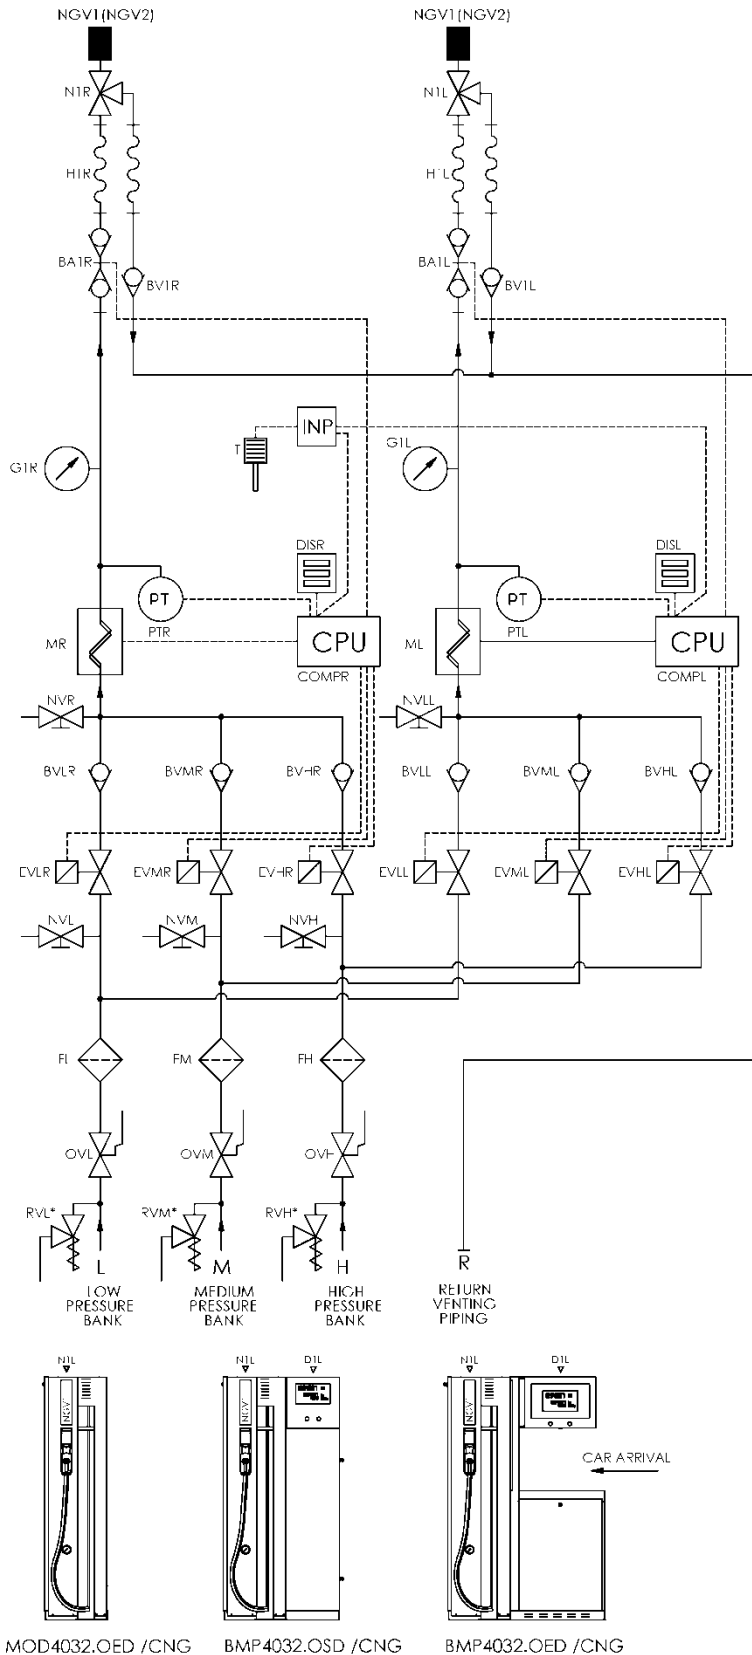 NGV1(NGV2) NGV1(NGV2)
N1R N1L
H1R H1L
BA1R BV1R BA1L BV1L
INP
T G1L
G1R
DISR DISL
PT PT
PTR PTL
MR CPU ML CPU
COMPR COMPL
NVR NVLL
BVLR BVMR BVHR BVLL BVML BVHL
EVLR EVMR EVHR EVLL EVML EVHL
NVL NVM NVH
FL FM FH
OVL OVM OVH
RVL* RVM* RVH*
L M H R
LOW PRESSURE BANK
MEDIUM PRESSURE BANK
HIGH PRESSURE BANK
RETURN VENTING PIPING
N1L N1L D1L N1L D1L
CAR ARRIVAL
MOD4032.OED /CNG BMP4032.OSD /CNG BMP4032.OED /CNG